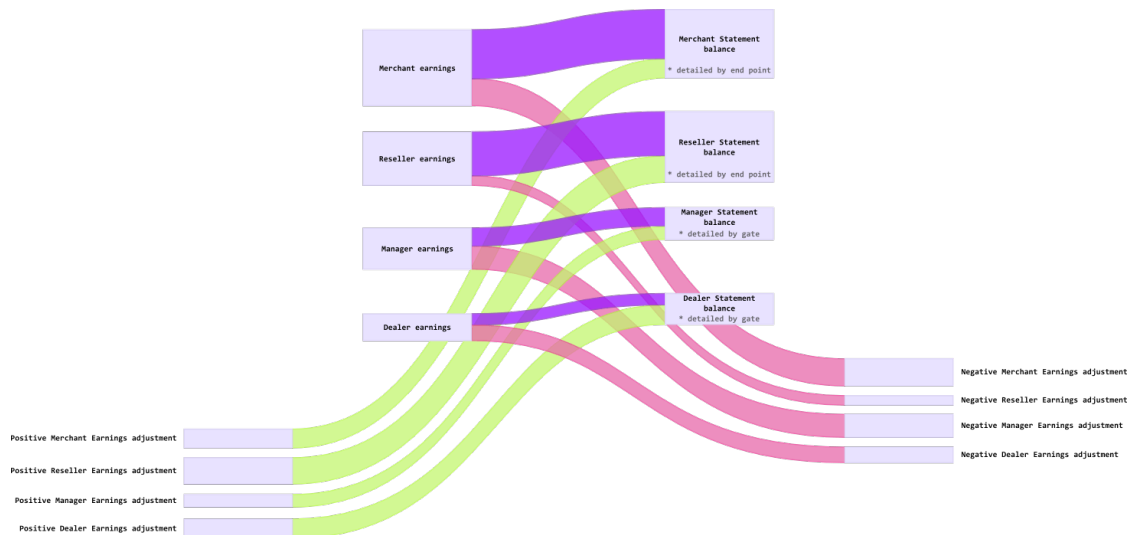 Merchant earnings
Merchant Statement
balance
* detailed by end point
Reseller earnings
Reseller Statement
balance
* detailed by end point
Manager earnings
Manager Statement
balance
* detailed by gate
Dealer earnings
Dealer Statement
balance
* detailed by gate
Negative Merchant Earnings adjustment
Negative Reseller Earnings adjustment
Negative Manager Earnings adjustment
Negative Dealer Earnings adjustment
Positive Merchant Earnings adjustment
Positive Reseller Earnings adjustment
Positive Manager Earnings adjustment
Positive Dealer Earnings adjustment